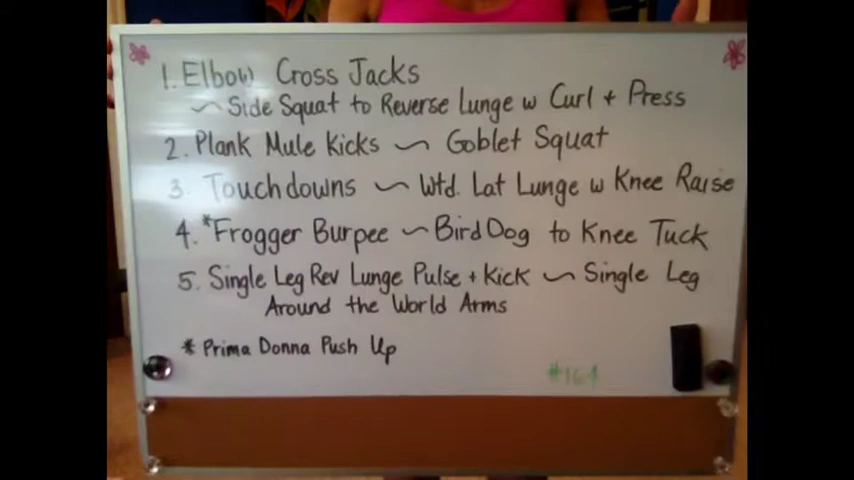 1. Elbow Cross Jacks
~ Side Squat to Reverse Lunge w Curl + Press
2. Plank Mule Kicks ~ Goblet Squat
3. Touchdowns ~ Wtd. Lat Lunge w Knee Raise
4. *Frogger Burpee ~ Bird Dog to Knee Tuck
5. Single Leg Rev Lunge Pulse + Kick ~ Single Leg
Around the World Arms
* Prima Donna Push Up
#164